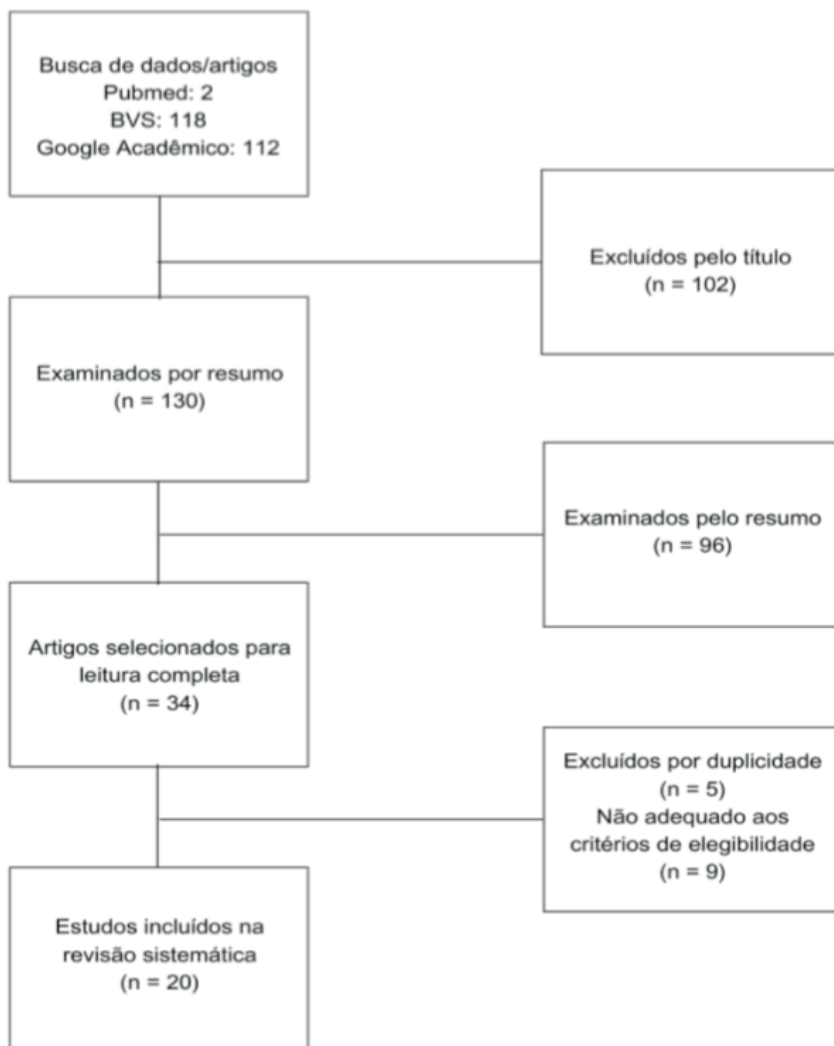 Busca de dados/artigos
Pubmed: 2
BVS: 118
Google Acadêmico: 112
Excluídos pelo título
(n = 102)
Examinados por resumo
(n = 130)
Examinados pelo resumo
(n = 96)
Artigos selecionados para
leitura completa
(n = 34)
Excluídos por duplicidade
(n = 5)
Não adequado aos
critérios de elegibilidade
(n = 9)
Estudos incluídos na
revisão sistemática
(n = 20)